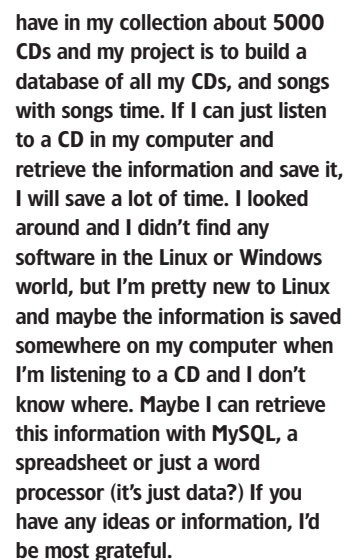 have in my collection about 5000
CDs and my project is to build a
database of all my CDs, and songs
with songs time. If I can just listen
to a CD in my computer and
retrieve the information and save it,
I will save a lot of time. I looked
around and I didn't find any
software in the Linux or Windows
world, but I'm pretty new to Linux
and maybe the information is saved
somewhere on my computer when
I'm listening to a CD and I don't
know where. Maybe I can retrieve
this information with MySQL, a
spreadsheet or just a word
processor (it's just data?) If you
have any ideas or information, I'd
be most grateful.